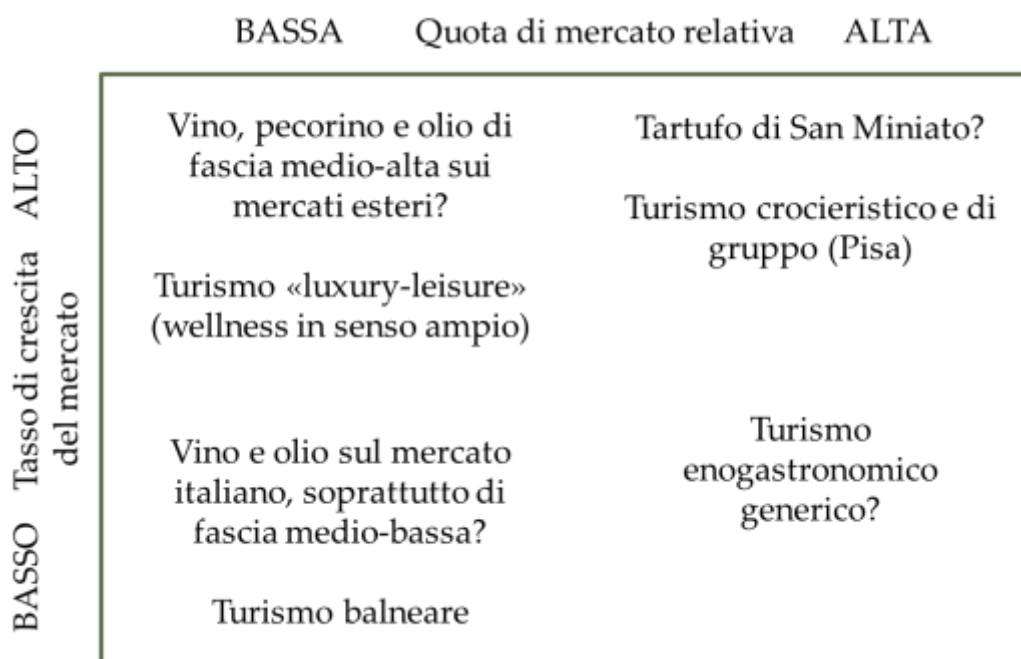 BASSA Quota di mercato relativa ALTA
ALTO
Tasso di crescita
del mercato
BASSO
Vino, pecorino e olio di
fascia medio-alta sui
mercati esteri?
Turismo «luxury-leisure»
(wellness in senso ampio)
Tartufo di San Miniato?
Turismo crocieristico e di
gruppo (Pisa)
Vino e olio sul mercato
italiano, soprattutto di
fascia medio-bassa?
Turismo balneare
Turismo
enogastronomico
generico?